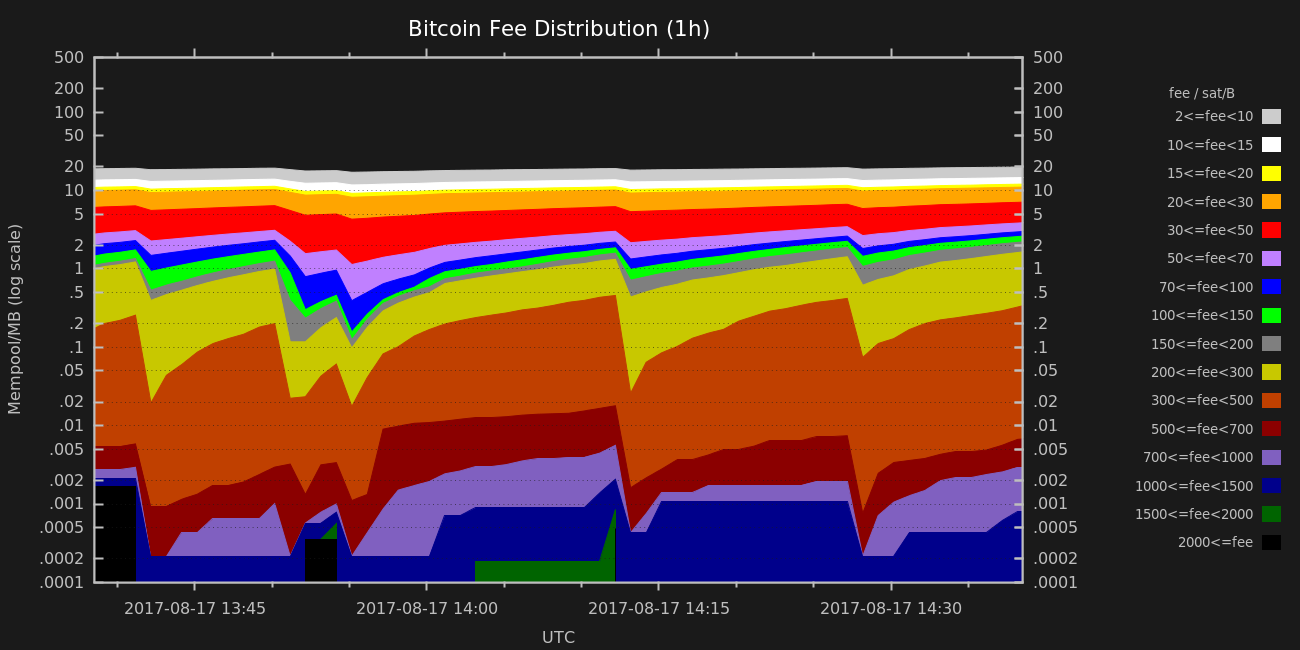 Bitcoin Fee Distribution (1h)
Mempool/MB (log scale)
500
200
100
50
20
10
5
2
1
.5
.2
.1
.05
.02
.01
.005
.002
.001
.0005
.0002
.0001
500
200
100
50
20
10
5
2
1
.5
.2
.1
.05
.02
.01
.005
.002
.001
.0005
.0002
.0001
2017-08-17 13:45
2017-08-17 14:00
2017-08-17 14:15
2017-08-17 14:30
UTC
fee / sat/B
2<=fee<10
10<=fee<15
15<=fee<20
20<=fee<30
30<=fee<50
50<=fee<70
70<=fee<100
100<=fee<150
150<=fee<200
200<=fee<300
300<=fee<500
500<=fee<700
700<=fee<1000
1000<=fee<1500
1500<=fee<2000
2000<=fee